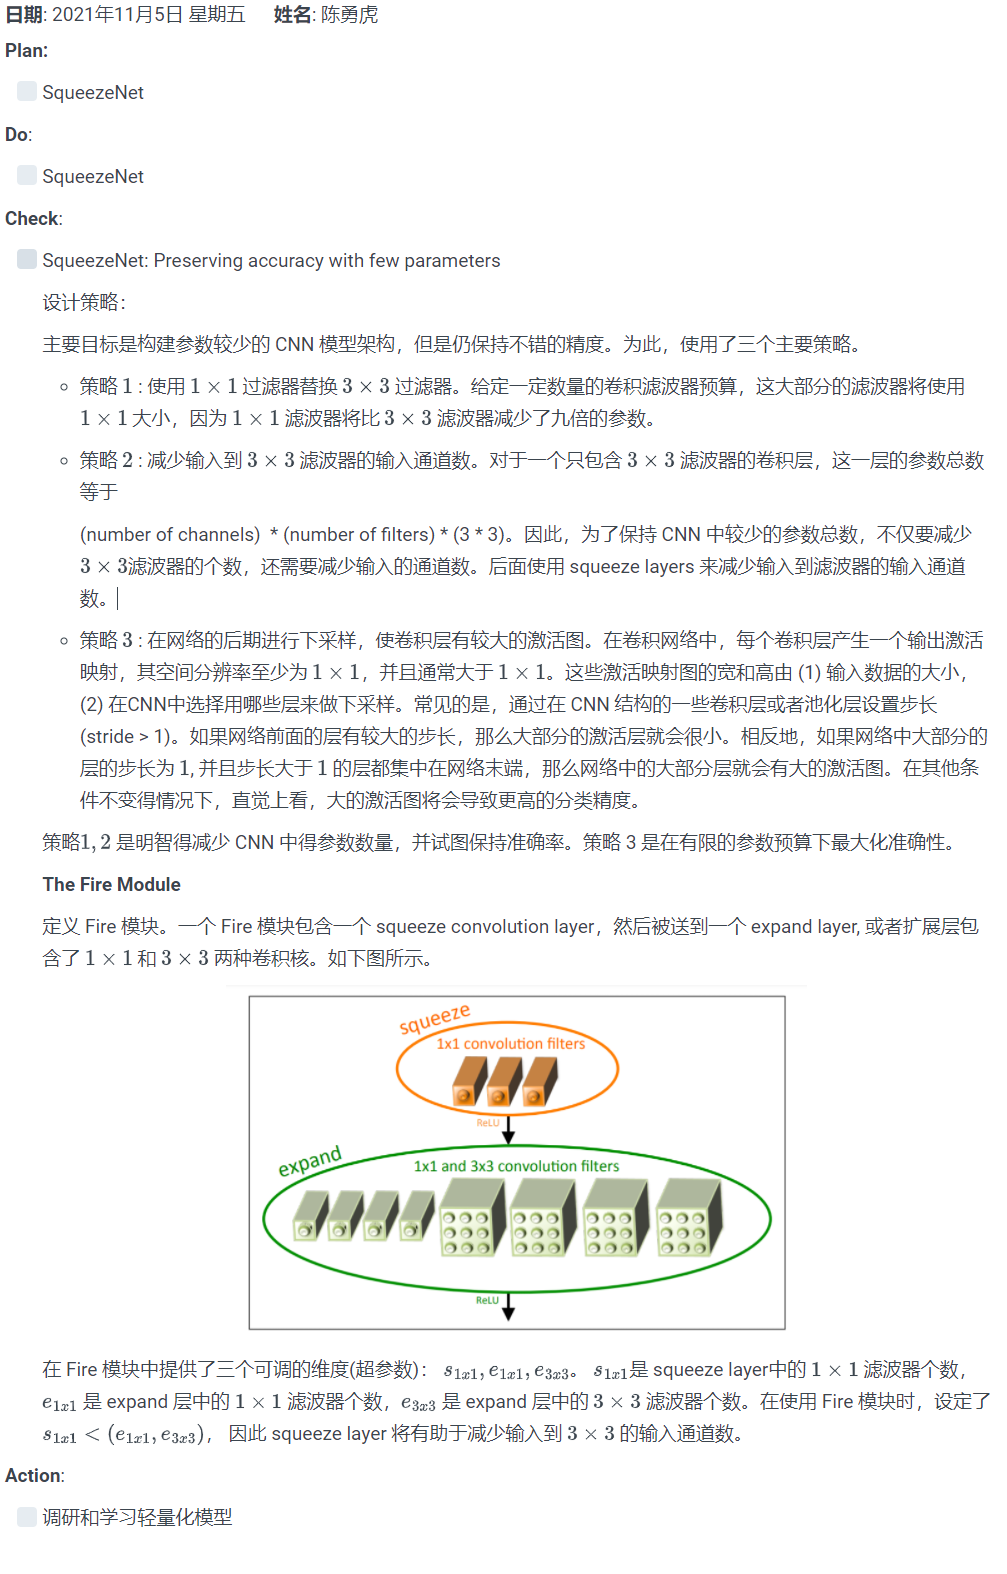 日期: 2021年11月5日 星期五 姓名: 陈勇虎
Plan:
SqueezeNet
Do:
SqueezeNet
Check:
SqueezeNet: Preserving accuracy with few parameters
设计策略：
主要目标是构建参数较少的 CNN 模型架构，但是仍保持不错的精度。为此，使用了三个主要策略。
策略 1 : 使用 1 × 1 过滤器替换 3 × 3 过滤器。给定一定数量的卷积滤波器预算，这大部分的滤波器将使用
1 × 1 大小，因为 1 × 1 滤波器将比 3 × 3 滤波器减少了九倍的参数。
策略 2 : 减少输入到 3 × 3 滤波器的输入通道数。对于一个只包含 3 × 3 滤波器的卷积层，这一层的参数总数
等于
(number of channels) * (number of filters) * (3 * 3)。因此，为了保持 CNN 中较少的参数总数，不仅要减少
3 × 3滤波器的个数，还需要减少输入的通道数。后面使用 squeeze layers 来减少输入到滤波器的输入通道
数。
策略 3 : 在网络的后期进行下采样，使卷积层有较大的激活图。在卷积网络中，每个卷积层产生一个输出激活
映射，其空间分辨率至少为 1 × 1，并且通常大于 1 × 1。这些激活映射图的宽和高由 (1) 输入数据的大小，
(2) 在CNN中选择用哪些层来做下采样。常见的是，通过在 CNN 结构的一些卷积层或者池化层设置步长
(stride > 1)。如果网络前面的层有较大的步长，那么大部分的激活层就会很小。相反地，如果网络中大部分的
层的步长为 1, 并且步长大于 1 的层都集中在网络末端，那么网络中的大部分层就会有大的激活图。在其他条
件不变得情况下，直觉上看，大的激活图将会导致更高的分类精度。
策略1, 2 是明智得减少 CNN 中得参数数量，并试图保持准确率。策略 3 是在有限的参数预算下最大化准确性。
The Fire Module
定义 Fire 模块。一个 Fire 模块包含一个 squeeze convolution layer，然后被送到一个 expand layer, 或者扩展层包
含了 1 × 1 和 3 × 3 两种卷积核。如下图所示。
squeeze
1x1 convolution filters
ReLU
expand
1x1 and 3x3 convolution filters
ReLU
在 Fire 模块中提供了三个可调的维度(超参数)： s1x1, e1x1, e3x3。 s1x1是 squeeze layer中的 1 × 1 滤波器个数，
e1x1 是 expand 层中的 1 × 1 滤波器个数，e3x3 是 expand 层中的 3 × 3 滤波器个数。在使用 Fire 模块时，设定了
s1x1 < (e1x1, e3x3)， 因此 squeeze layer 将有助于减少输入到 3 × 3 的输入通道数。
Action:
调研和学习轻量化模型